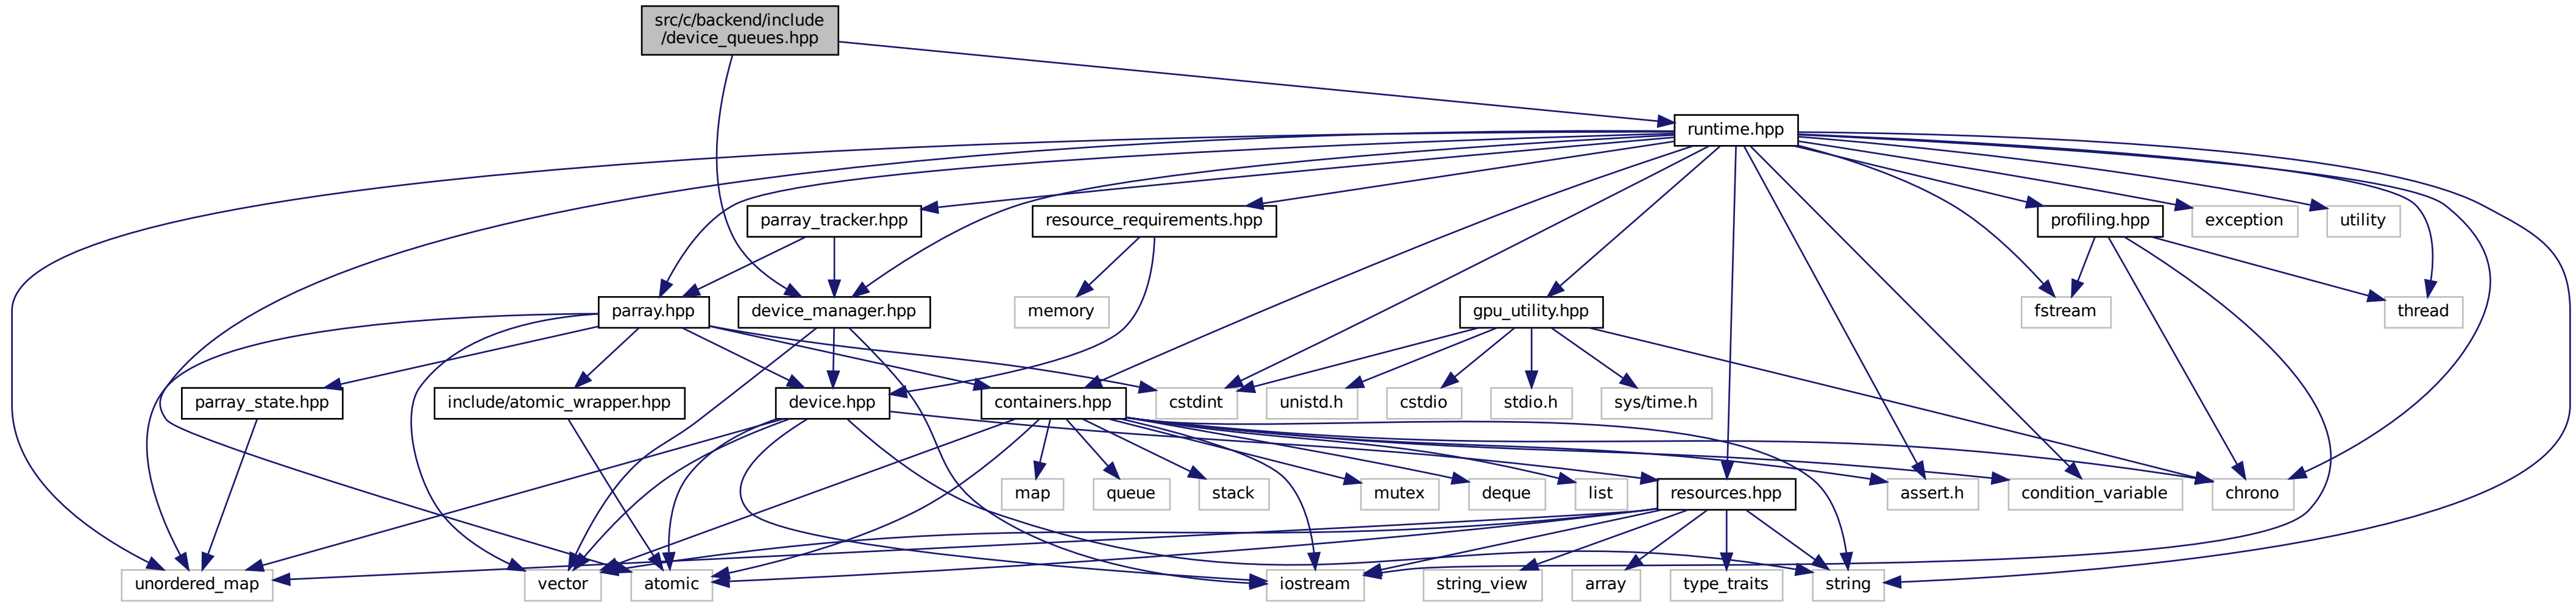 src/c/backend/include
/device_queues.hpp
runtime.hpp
parray_tracker.hpp
resource_requirements.hpp
profiling.hpp
exception
utility
parray.hpp
device_manager.hpp
memory
gpu_utility.hpp
fstream
thread
parray_state.hpp
include/atomic_wrapper.hpp
device.hpp
containers.hpp
cstdint
unistd.h
cstdio
stdio.h
sys/time.h
map
queue
stack
mutex
deque
list
resources.hpp
assert.h
condition_variable
chrono
unordered_map
vector
atomic
iostream
string_view
array
type_traits
string